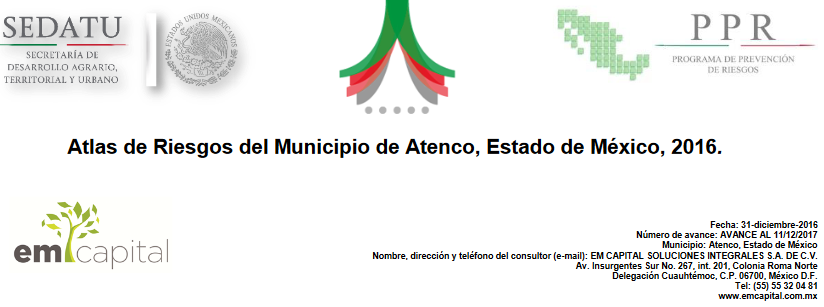 SEDATU
SECRETARÍA DE
DESARROLLO AGRARIO,
TERRITORIAL Y URBANO
ESTADOS UNIDOS MEXICANOS
PPR
PROGRAMA DE PREVENCIÓN
DE RIESGOS
Atlas de Riesgos del Municipio de Atenco, Estado de México, 2016.
em capital
Fecha: 31-diciembre-2016
Número de avance: AVANCE AL 11/12/2017
Municipio: Atenco, Estado de México
Nombre, dirección y teléfono del consultor (e-mail): EM CAPITAL SOLUCIONES INTEGRALES S.A. DE C.V.
Av. Insurgentes Sur No. 267, int. 201, Colonia Roma Norte
Delegación Cuauhtémoc, C.P. 06700, México D.F.
Tel: (55) 55 32 04 81
www.emcapital.com.mx